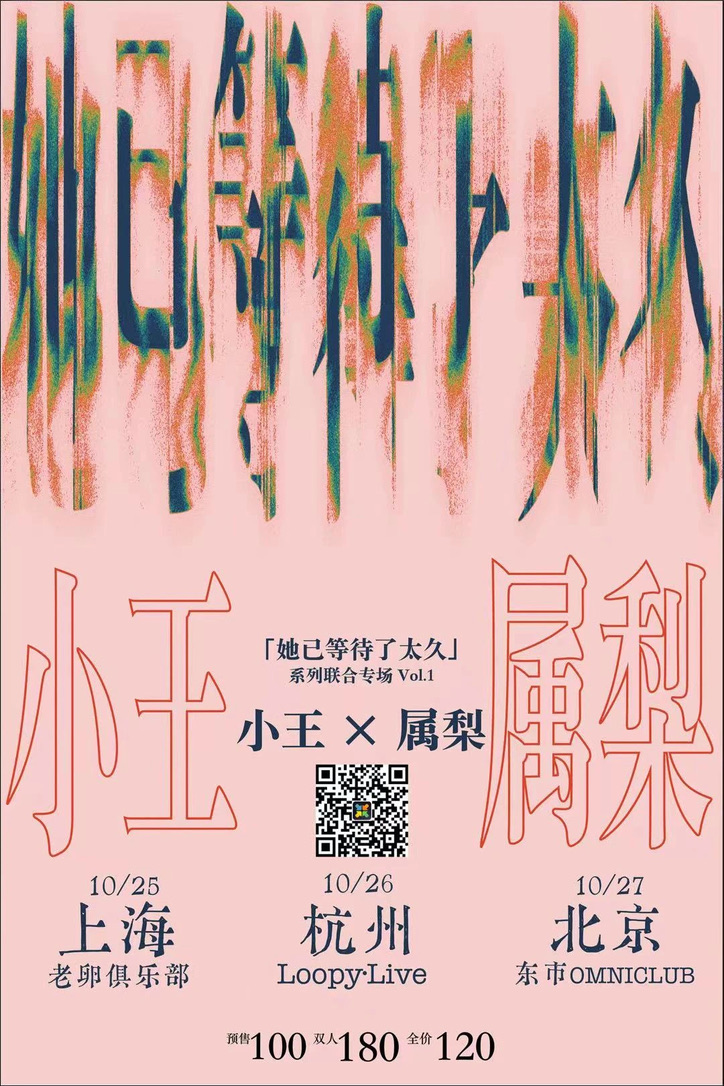 她已等待了太久
小王
属梨
「她已等待了太久」
系列联合专场 Vol.1
小王 × 属梨
10/25
上海
老卵俱乐部
10/26
杭州
Loopy·Live
10/27
北京
东市OMNICLUB
预售100 双人180 全价120